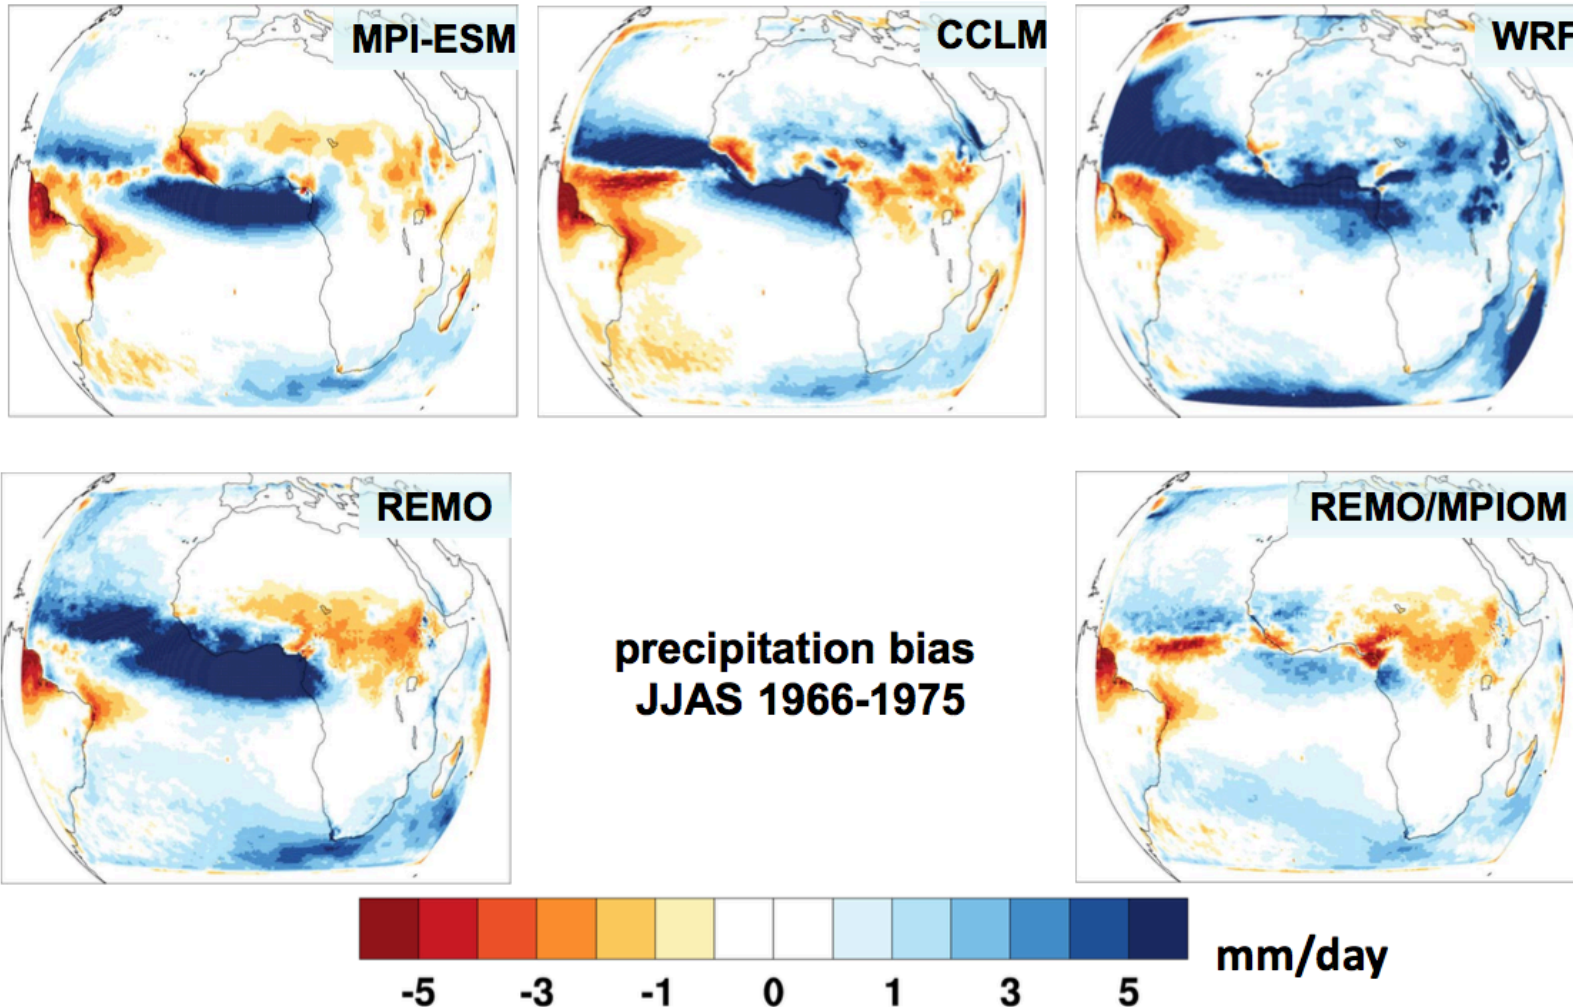 MPI-ESM
CCLM
WRF
REMO
REMO/MPIOM
precipitation bias
JJAS 1966-1975
-5 -3 -1 0 1 3 5
mm/day